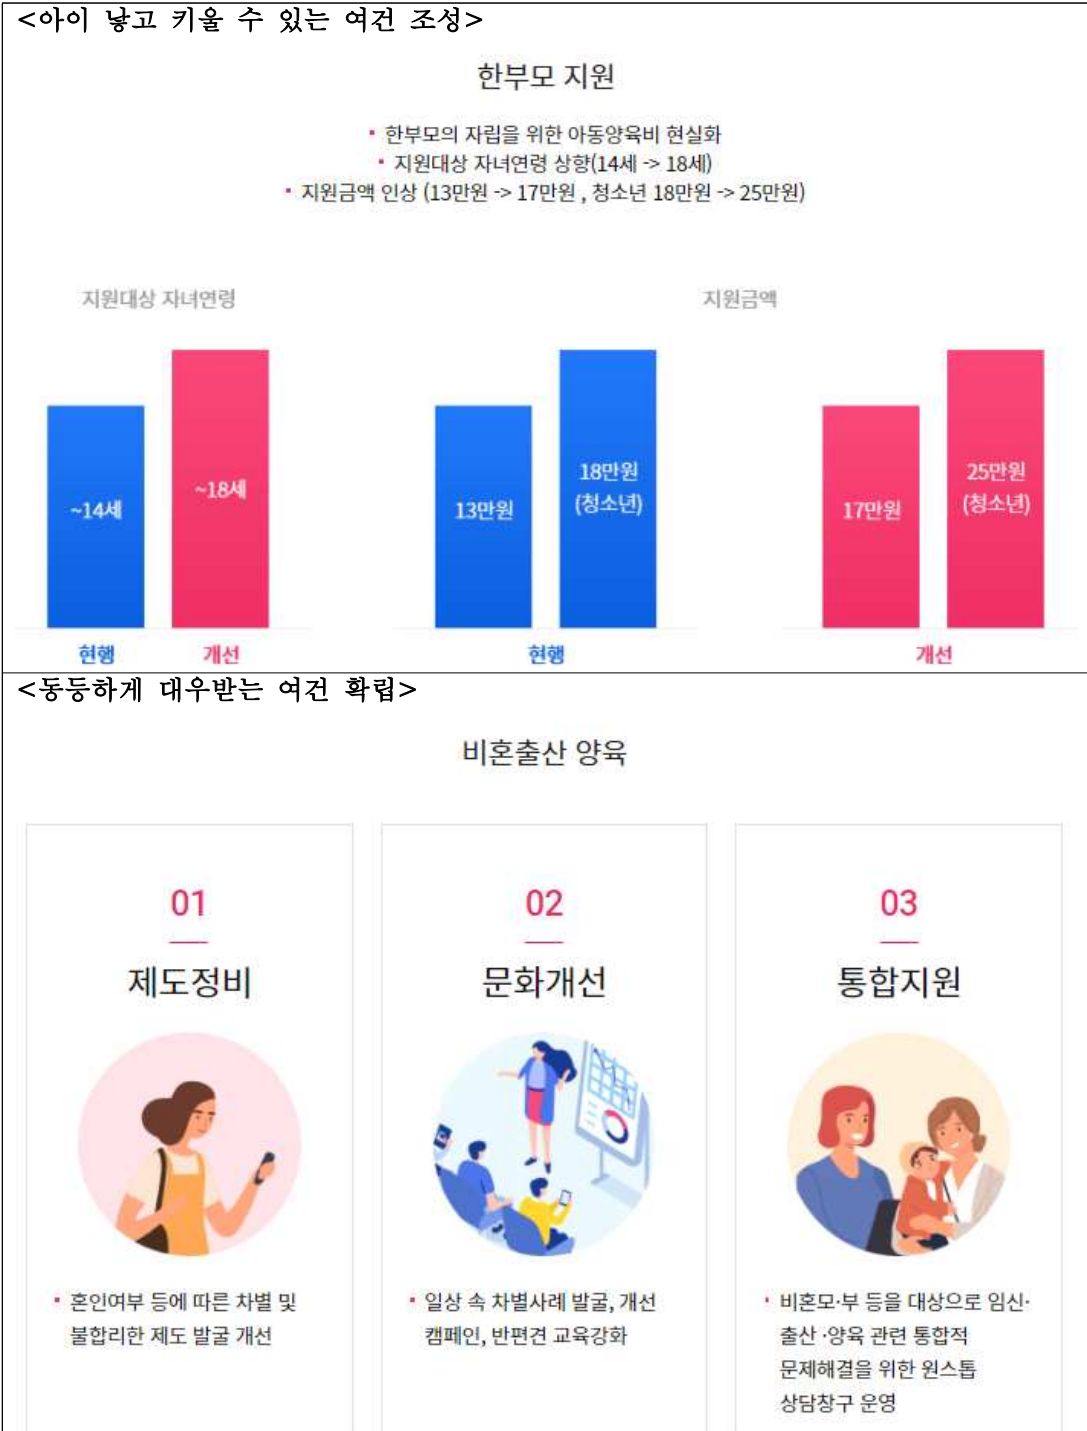 <아이 낳고 키울 수 있는 여건 조성>
한부모 지원
▪ 한부모의 자립을 위한 아동양육비 현실화
▪ 지원대상 자녀연령 상향(14세 -> 18세)
▪ 지원금액 인상 (13만원 -> 17만원 , 청소년 18만원 -> 25만원)
지원대상 자녀연령
~14세
~18세
현행
개선
지원금액
13만원
18만원
(청소년)
현행
17만원
25만원
(청소년)
개선
<동등하게 대우받는 여건 확립>
비혼출산 양육
01
제도정비
▪ 혼인여부 등에 따른 차별 및
불합리한 제도 발굴 개선
02
문화개선
▪ 일상 속 차별사례 발굴, 개선
캠페인, 반편견 교육강화
03
통합지원
▪ 비혼모·부 등을 대상으로 임신·
출산 ·양육 관련 통합적
문제해결을 위한 원스톱
상담창구 운영